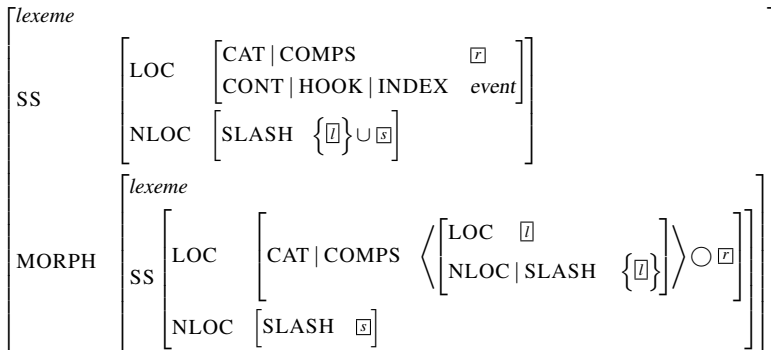 lexeme
SS LOC CAT | COMPS r
CONT | HOOK | INDEX event
NLOC SLASH {l} ∪ s
MORPH lexeme
SS LOC CAT | COMPS ⟨ LOC l
NLOC | SLASH {l} ⟩ ○ r
NLOC SLASH s